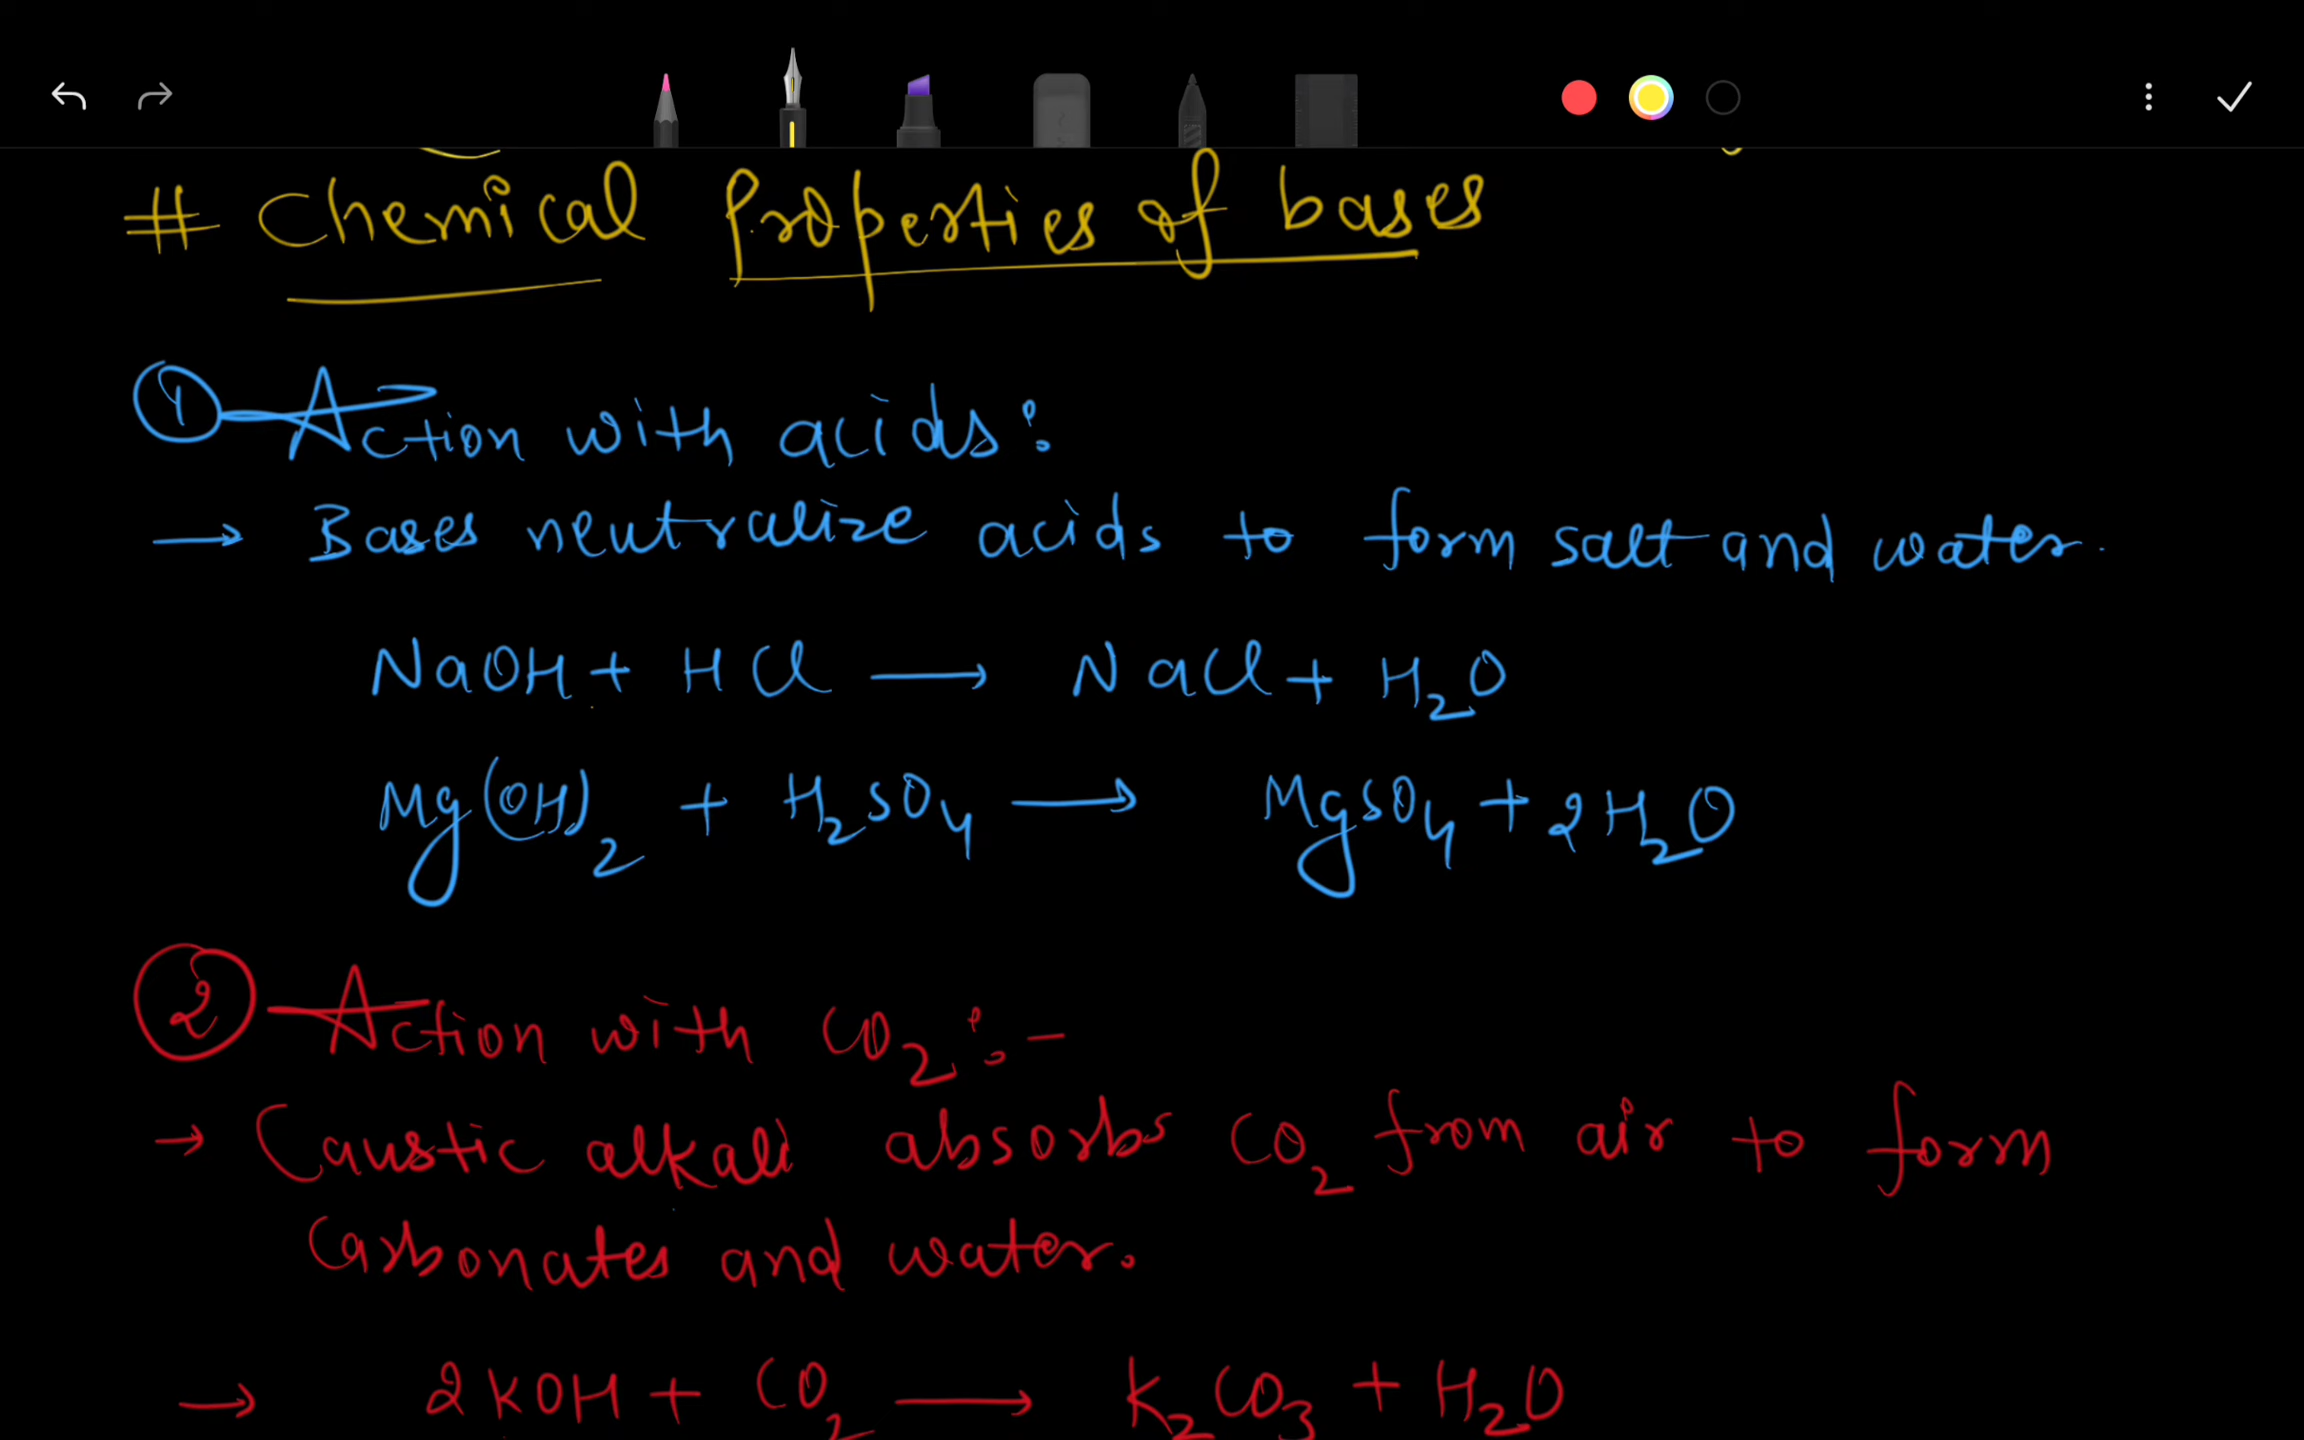 # Chemical Properties of bases
① Action with acids:
→ Bases neutralize acids to form salt and water.
NaOH + HCl → NaCl + H₂O
Mg(OH)₂ + H₂SO₄ → MgSO₄ + 2H₂O
② Action with CO₂:-
→ Caustic alkali absorbs CO₂ from air to form
Carbonates and water.
→ 2KOH + CO₂ → K₂CO₃ + H₂O